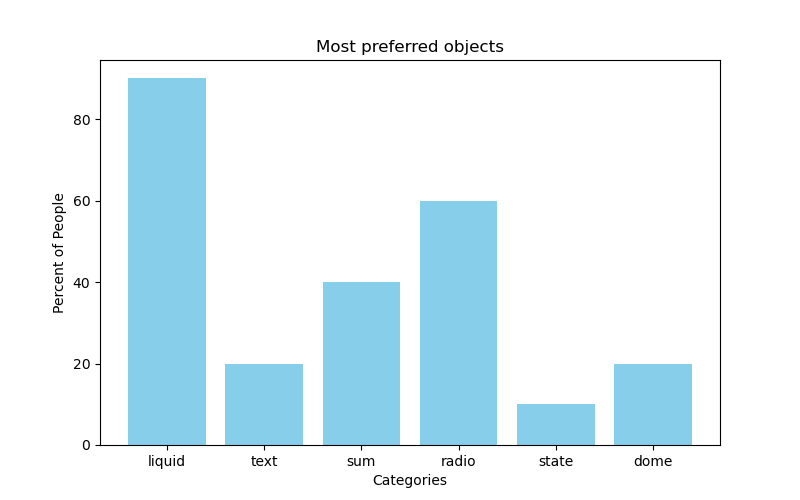 Most preferred objects
Percent of People
80
60
40
20
0
liquid text sum radio state dome
Categories